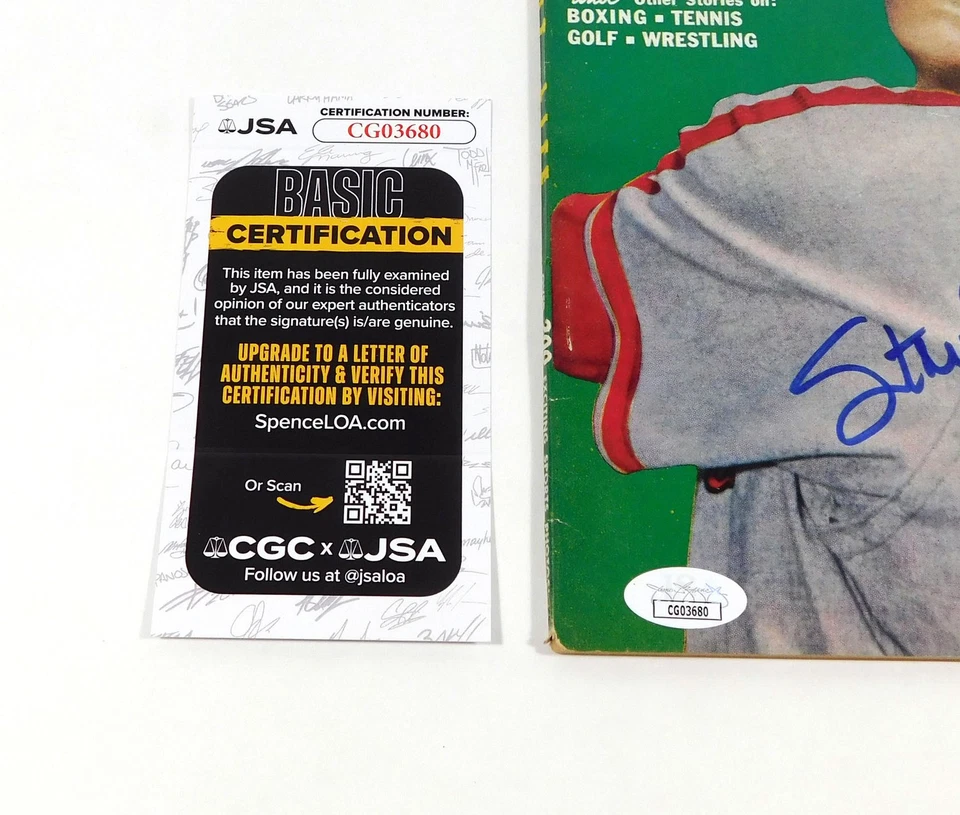 JSA
CERTIFICATION NUMBER:
CG03680
BASIC
CERTIFICATION
This item has been fully examined
by JSA, and it is the considered
opinion of our expert authenticators
that the signature(s) is/are genuine.
UPGRADE TO A LETTER OF
AUTHENTICITY & VERIFY THIS
CERTIFICATION BY VISITING:
SpenceLOA.com
Or Scan
CGC x JSA
Follow us at @jsaloa
and Other Stories on:
BOXING ▪ TENNIS
GOLF ▪ WRESTLING
CG03680